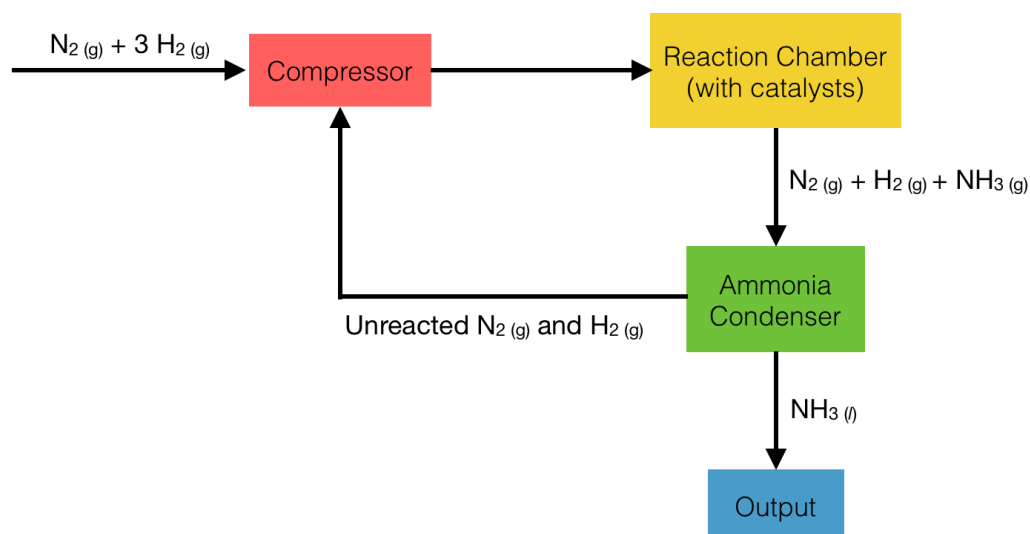 N₂ (g) + 3 H₂ (g)
Compressor
Reaction Chamber
(with catalysts)
N₂ (g) + H₂ (g) + NH₃ (g)
Ammonia
Condenser
Unreacted N₂ (g) and H₂ (g)
NH₃ (l)
Output